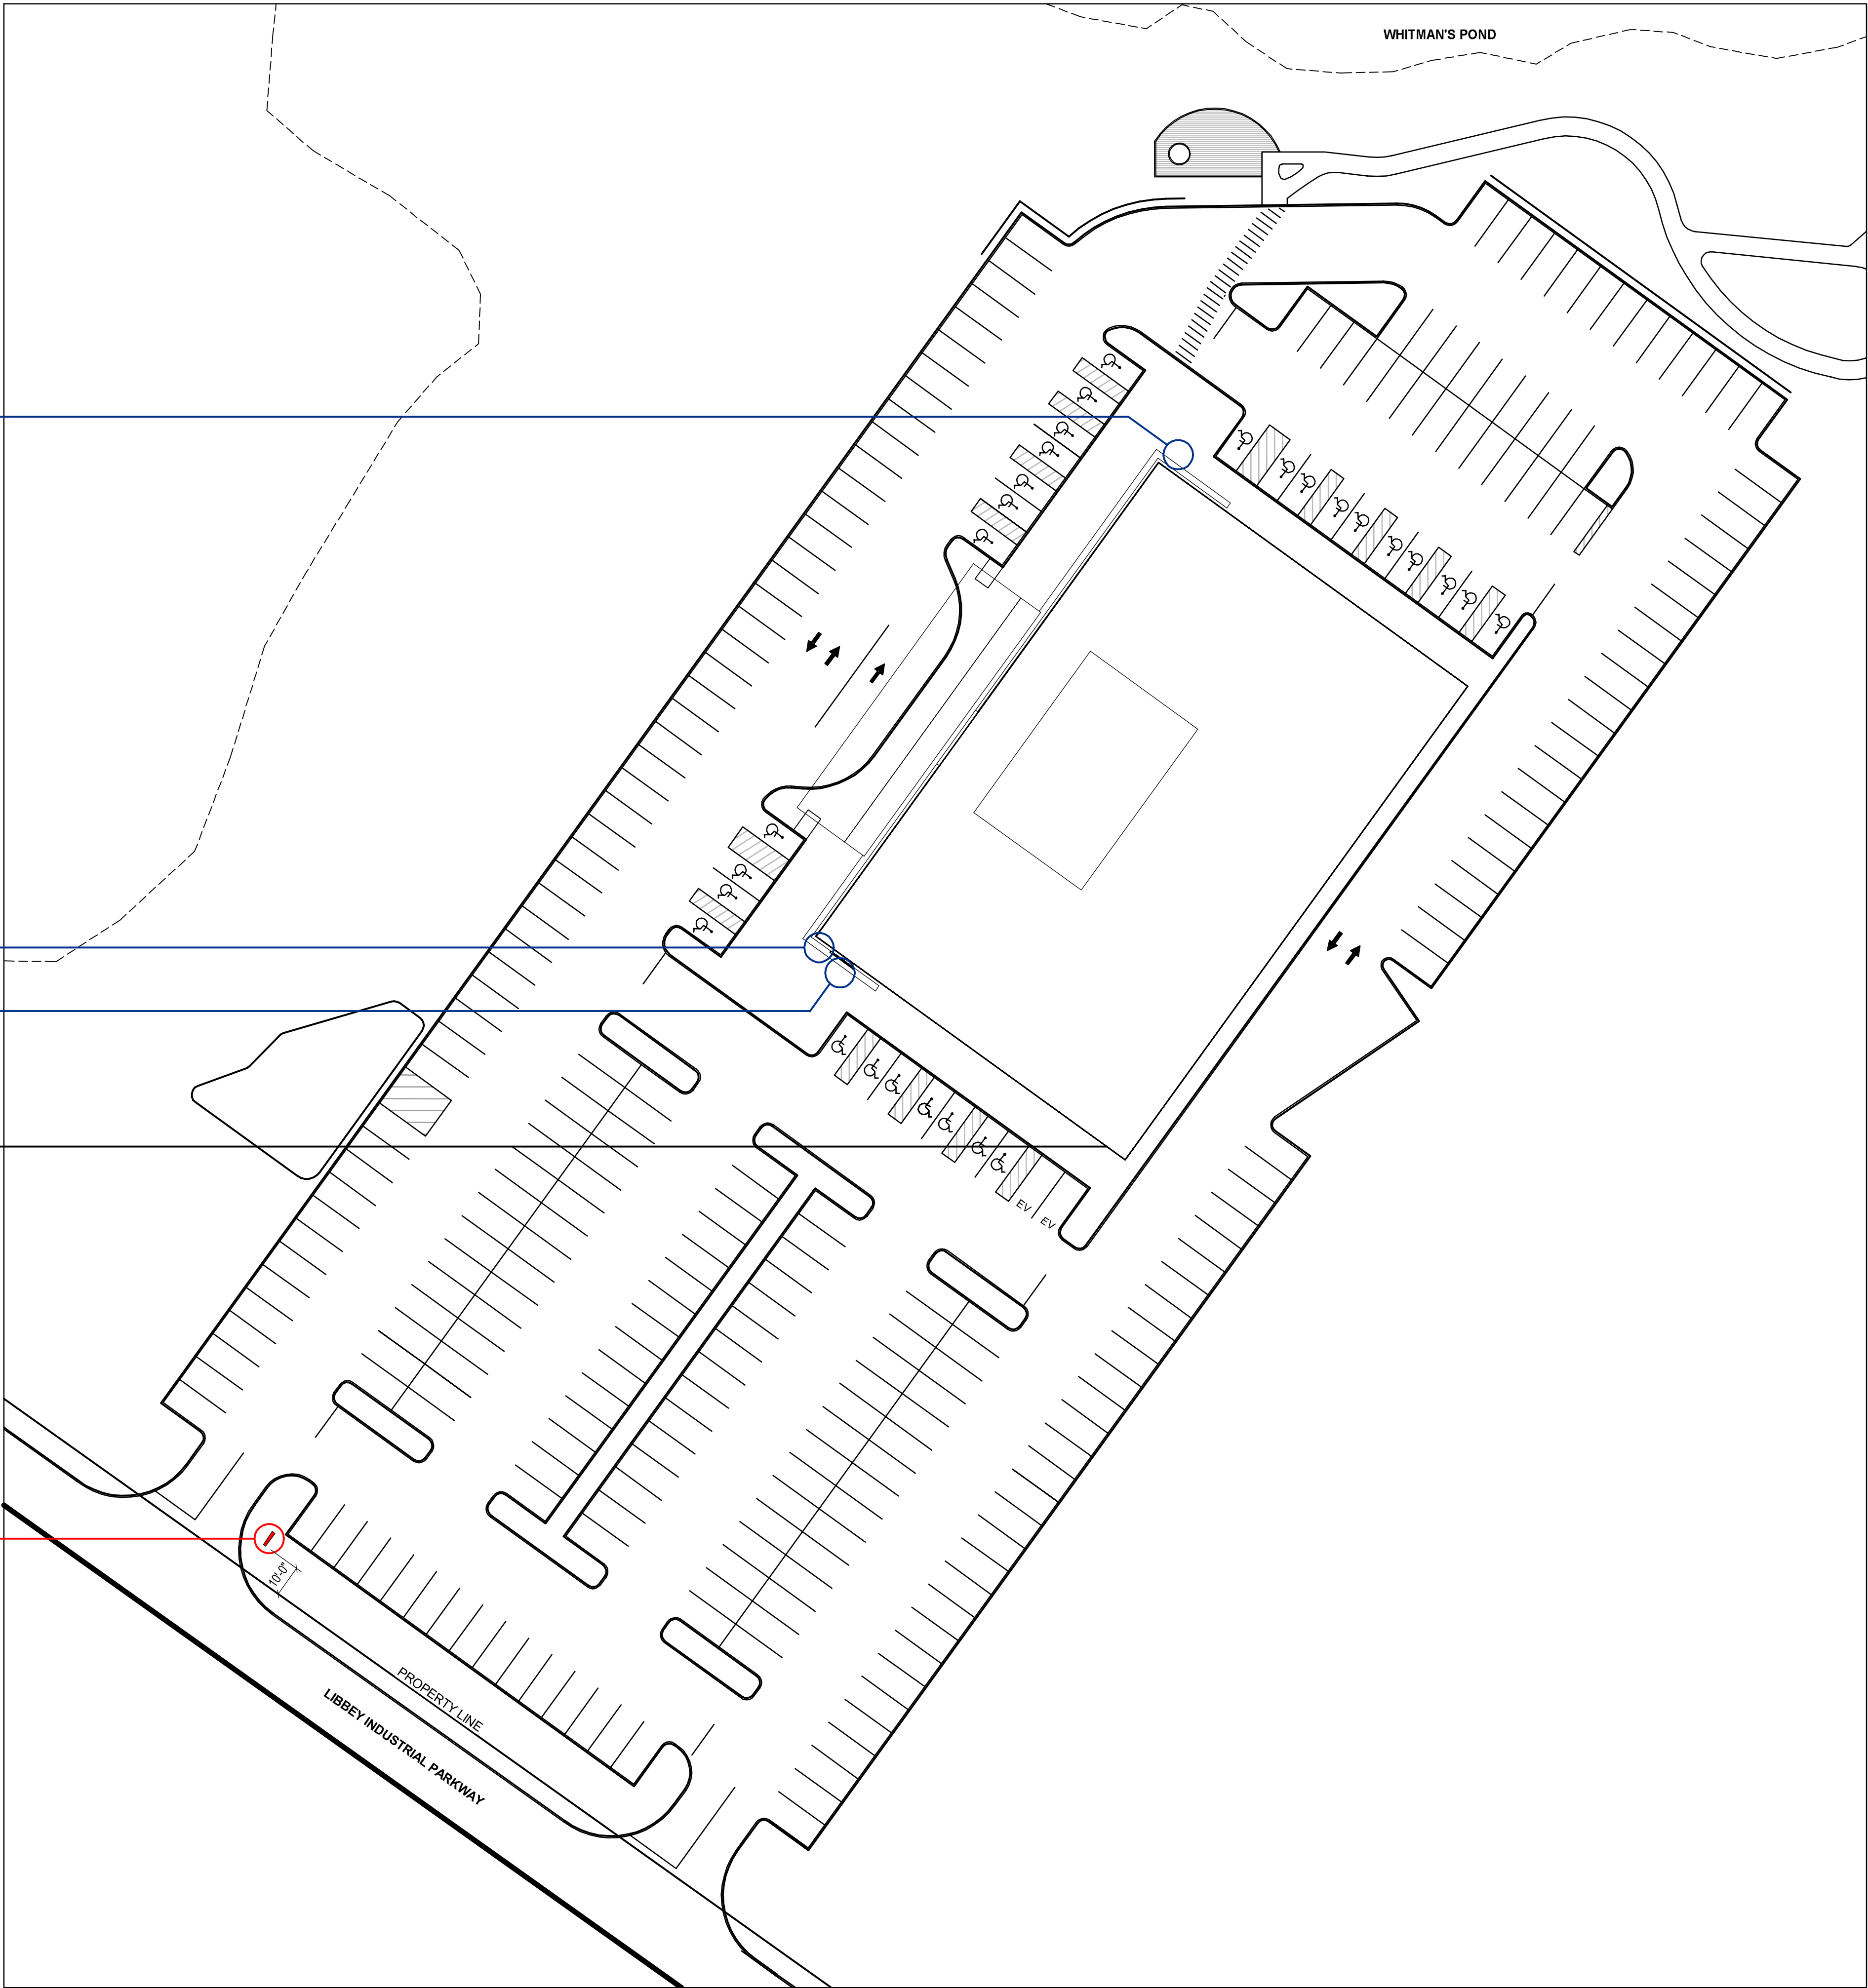 WHITMAN'S POND
EV
EV
10'-0"
PROPERTY LINE
LIBBEY INDUSTRIAL PARKWAY